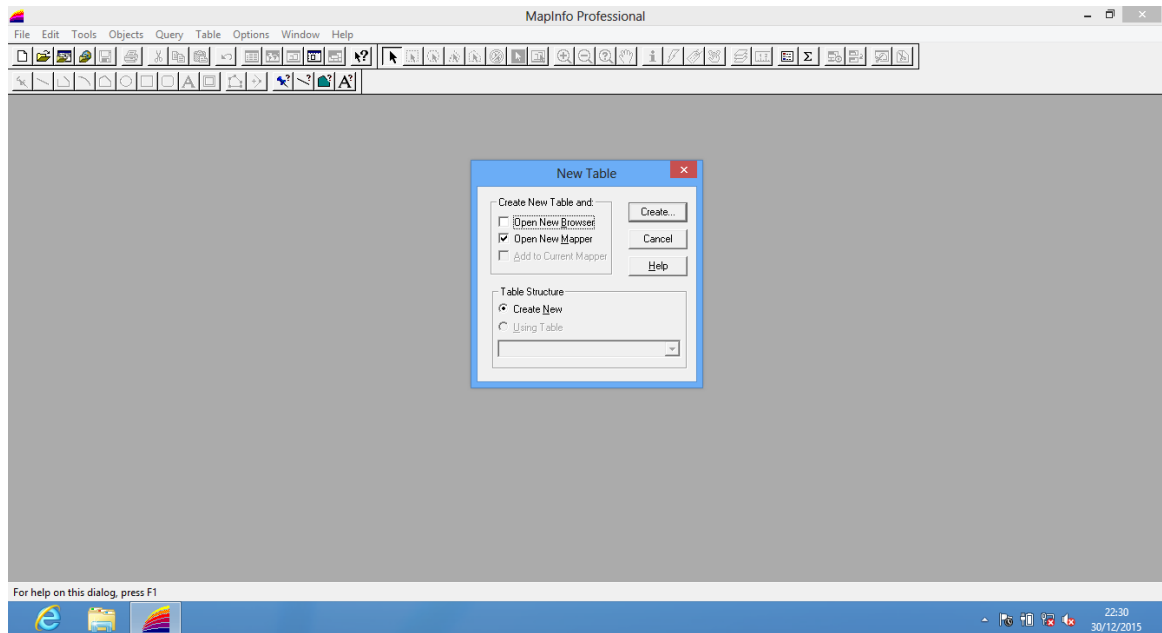 MapInfo Professional
File Edit Tools Objects Query Table Options Window Help
New Table
Create New Table and:
Open New Browser
Open New Mapper
Add to Current Mapper
Create...
Cancel
Help
Table Structure
Create New
Using Table
For help on this dialog, press F1
22:30
30/12/2015